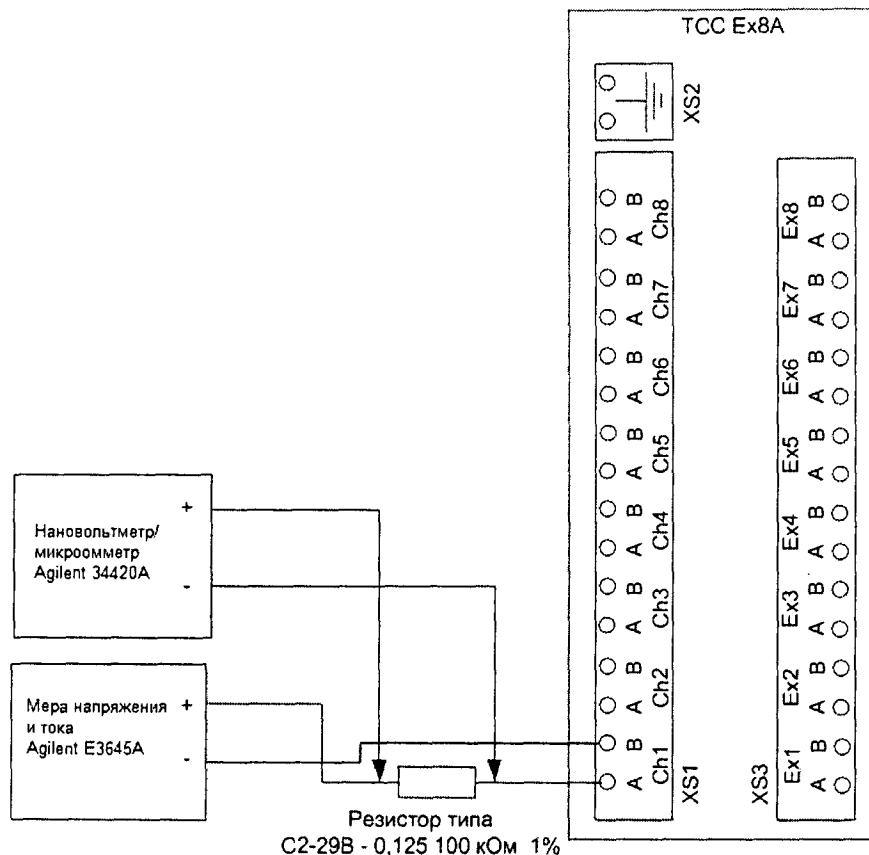 TCC Ex8A
XS2
B
A
Ch8
B
A
Ch7
B
A
Ch6
B
A
Ch5
B
A
Ch4
B
A
Ch3
B
A
Ch2
B
A
Ch1
XS1
Ex8
B
A
Ex7
B
A
Ex6
B
A
Ex5
B
A
Ex4
B
A
Ex3
B
A
Ex2
B
A
Ex1
B
A
XS3
Нановольтметр/
микроомметр
Agilent 34420A
+
-
Мера напряжения
и тока
Agilent E3645A
+
-
Резистор типа
С2-29В - 0,125 100 кОм 1%